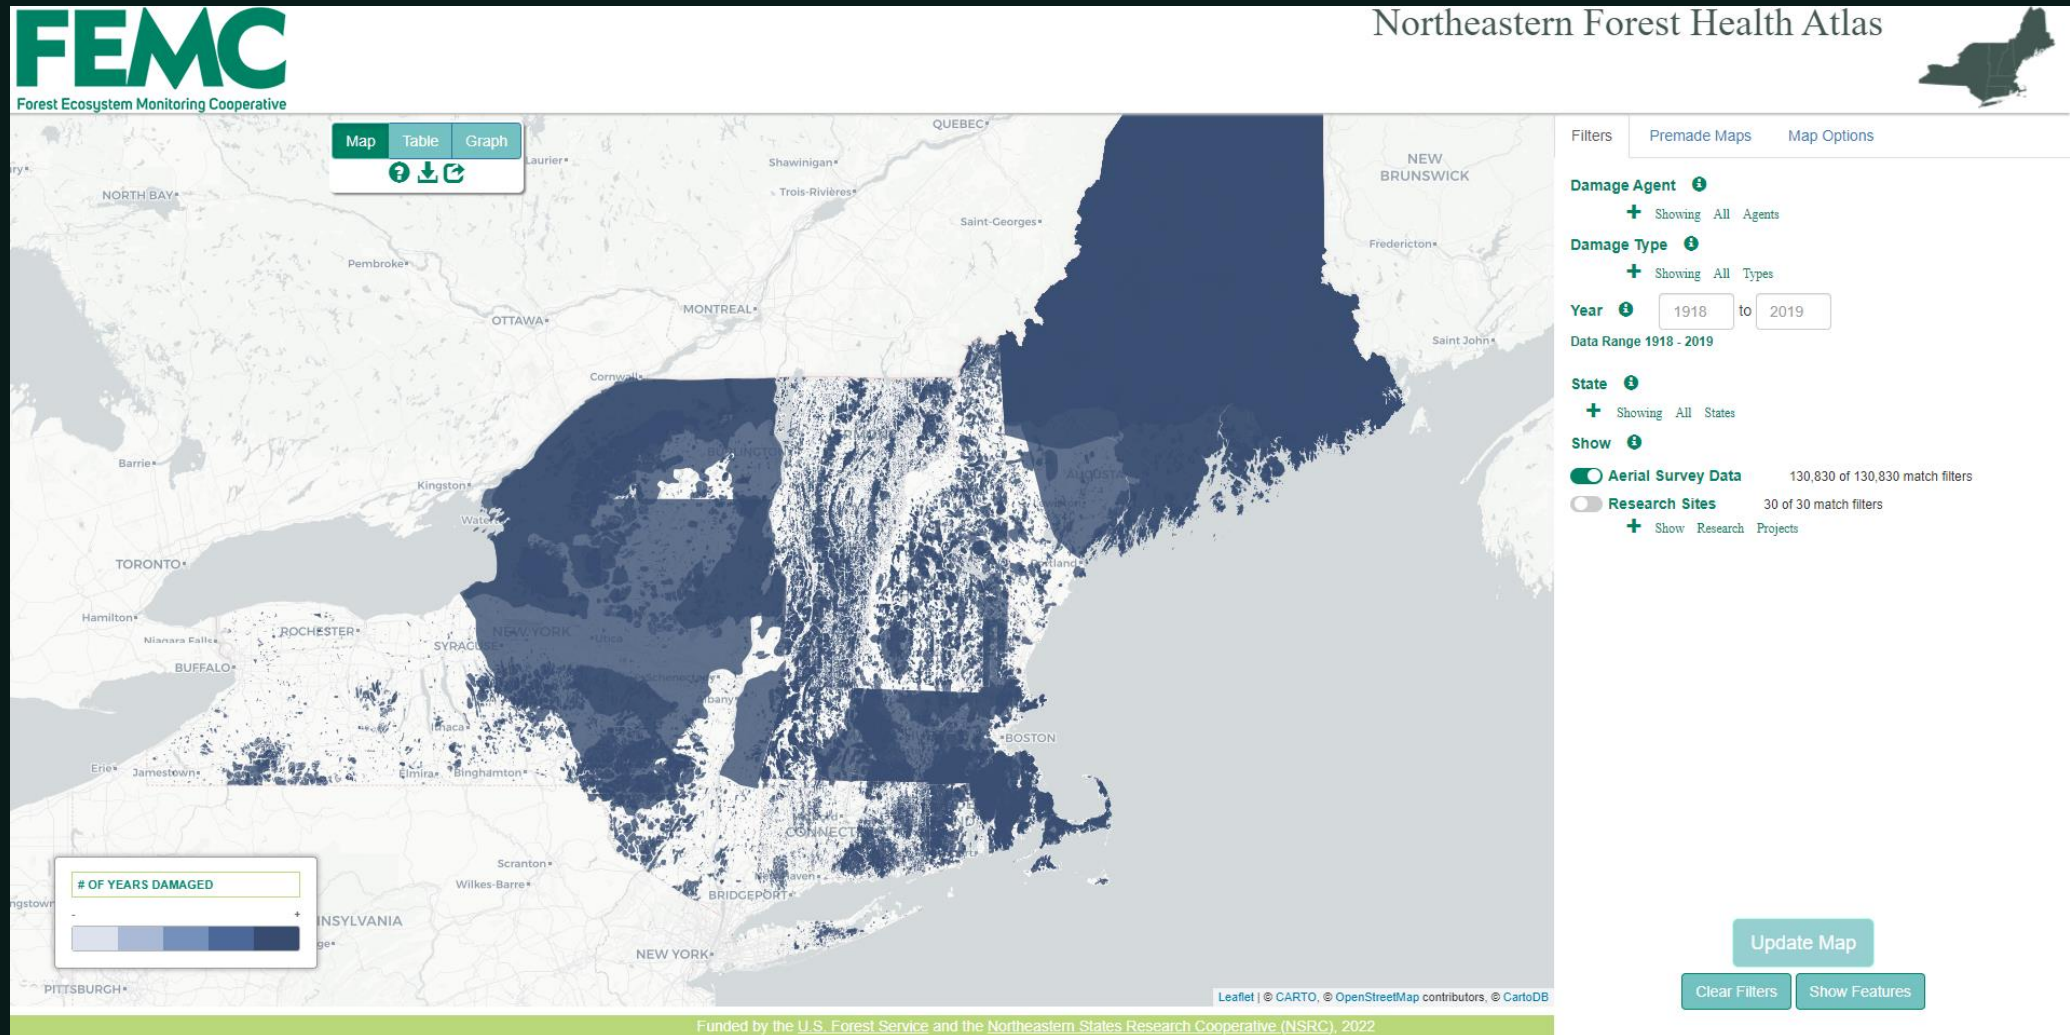 FEMC
Forest Ecosystem Monitoring Cooperative
Northeastern Forest Health Atlas
Map Table Graph
Filters Premade Maps Map Options
Damage Agent
+ Showing All Agents
Damage Type
+ Showing All Types
Year 1918 to 2019
Data Range 1918 - 2019
State
+ Showing All States
Show
Aerial Survey Data 130,830 of 130,830 match filters
Research Sites 30 of 30 match filters
+ Show Research Projects
Update Map
Clear Filters Show Features
QUEBEC
Laurier
Shawinigan
NEW
BRUNSWICK
NORTH BAY
Trois-Rivières
Saint-Georges
Fredericton
Pembroke
MONTREAL
OTTAWA
Saint John
Cornwall
Barrie
Kingston
AUGUSTA
TORONTO
Hamilton
Niagara Falls
ROCHESTER
NEW YORK
Utica
SYRACUSE
BUFFALO
Schenectady
Ithaca
BOSTON
Erie
Jamestown
Elmira
Binghamton
Scranton
Wilkes-Barre
BRIDGEPORT
NEW YORK
PITTSBURGH
# OF YEARS DAMAGED
- +
Leaflet | © CARTO, © OpenStreetMap contributors, © CartoDB
Funded by the U.S. Forest Service and the Northeastern States Research Cooperative (NSRC), 2022